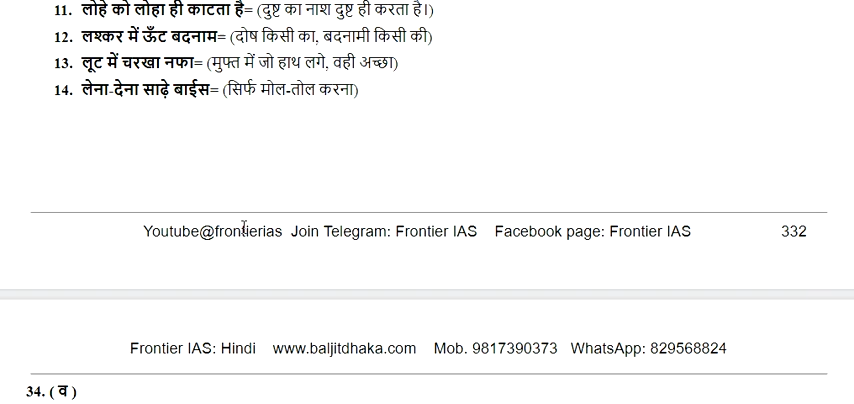 11. लोहे को लोहा ही काटता है= (दुष्ट का नाश दुष्ट ही करता है।)
12. लश्कर में ऊँट बदनाम= (दोष किसी का, बदनामी किसी की)
13. लूट में चरखा नफा= (मुफ्त में जो हाथ लगे, वही अच्छा)
14. लेना-देना साढ़े बाईस= (सिर्फ मोल-तोल करना)
Youtube@frontierias Join Telegram: Frontier IAS Facebook page: Frontier IAS 332
Frontier IAS: Hindi www.baljitdhaka.com Mob. 9817390373 WhatsApp: 829568824
34. ( व )